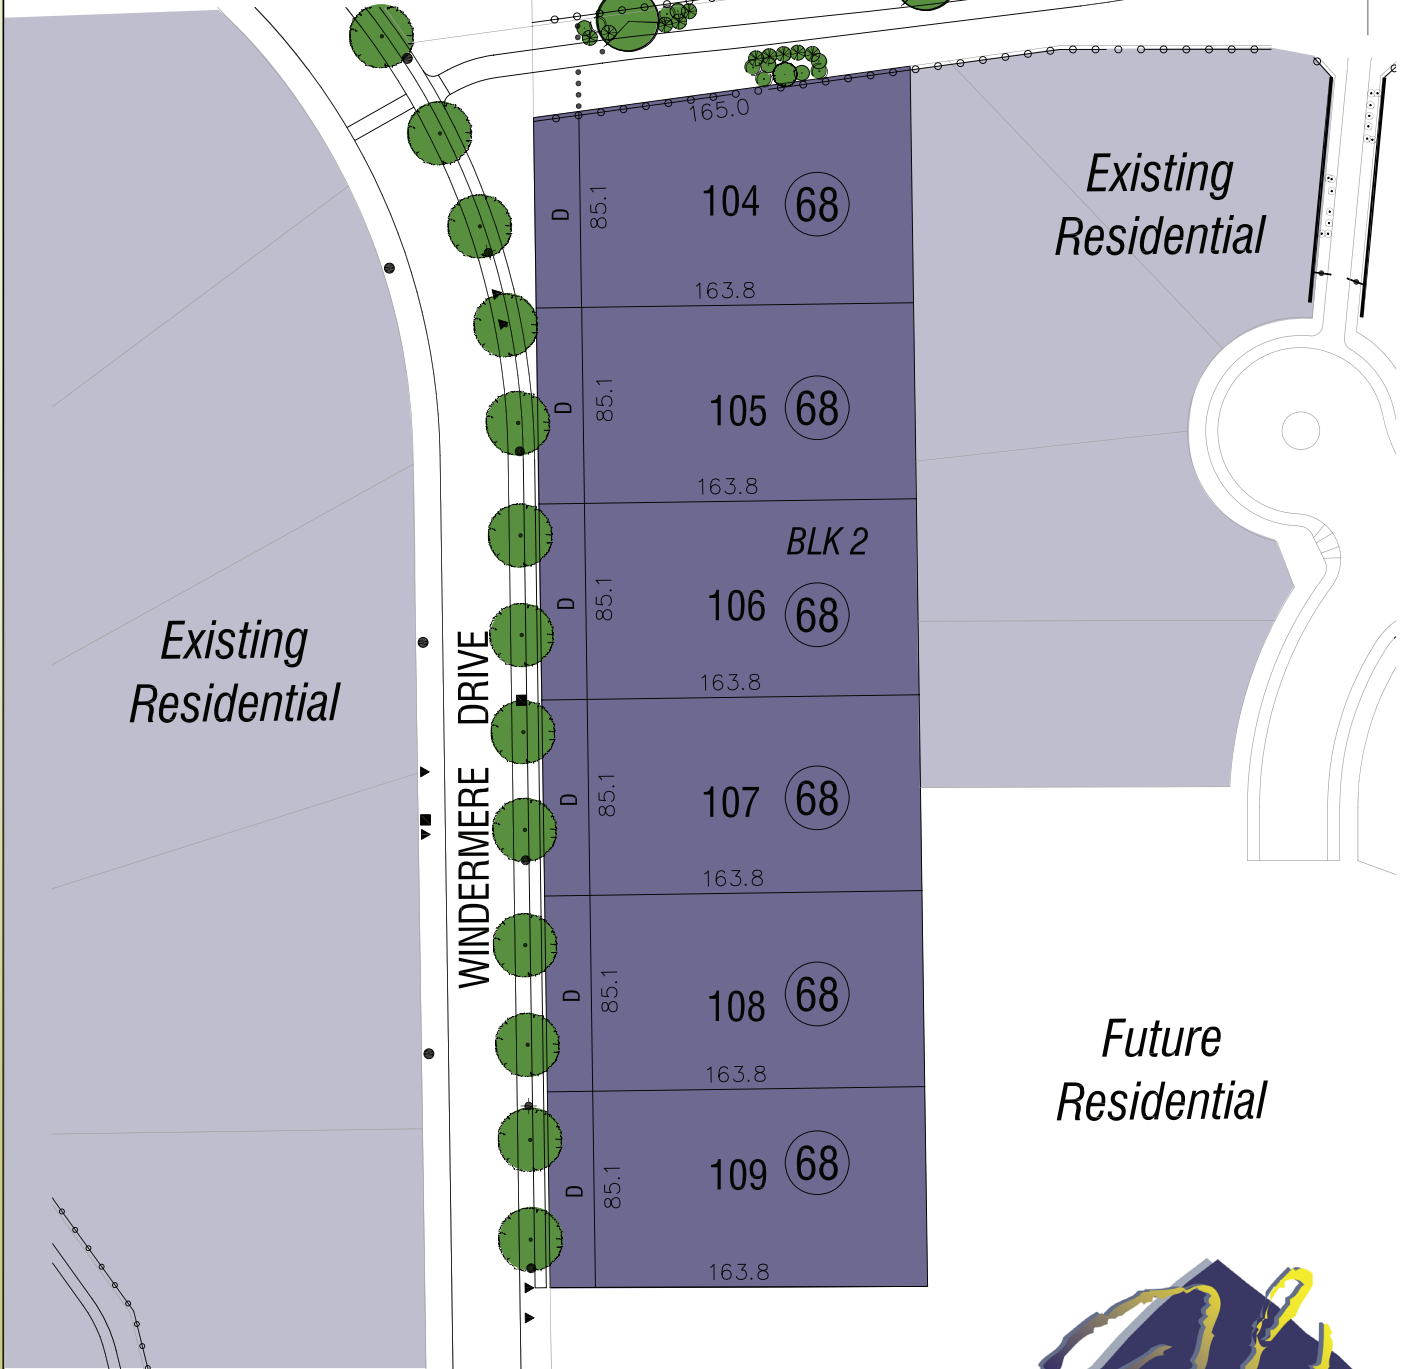 165.0
D
85.1
104
68
163.8
Existing
Residential
D
85.1
105
68
163.8
BLK 2
D
85.1
106
68
163.8
Existing
Residential
WINDERMERE DRIVE
D
85.1
107
68
163.8
D
85.1
108
68
163.8
Future
Residential
D
85.1
109
68
163.8